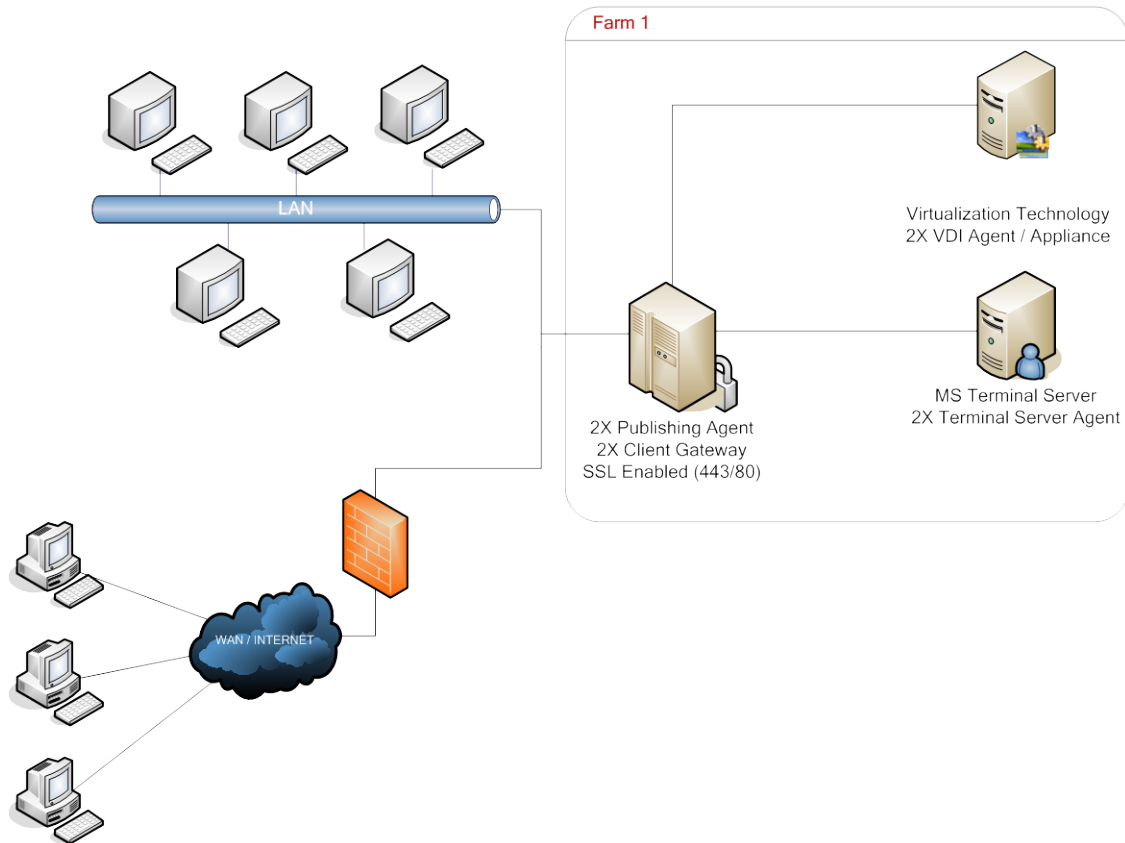 Farm 1
LAN
Virtualization Technology
2X VDI Agent / Appliance
MS Terminal Server
2X Terminal Server Agent
2X Publishing Agent
2X Client Gateway
SSL Enabled (443/80)
WAN / INTERNET